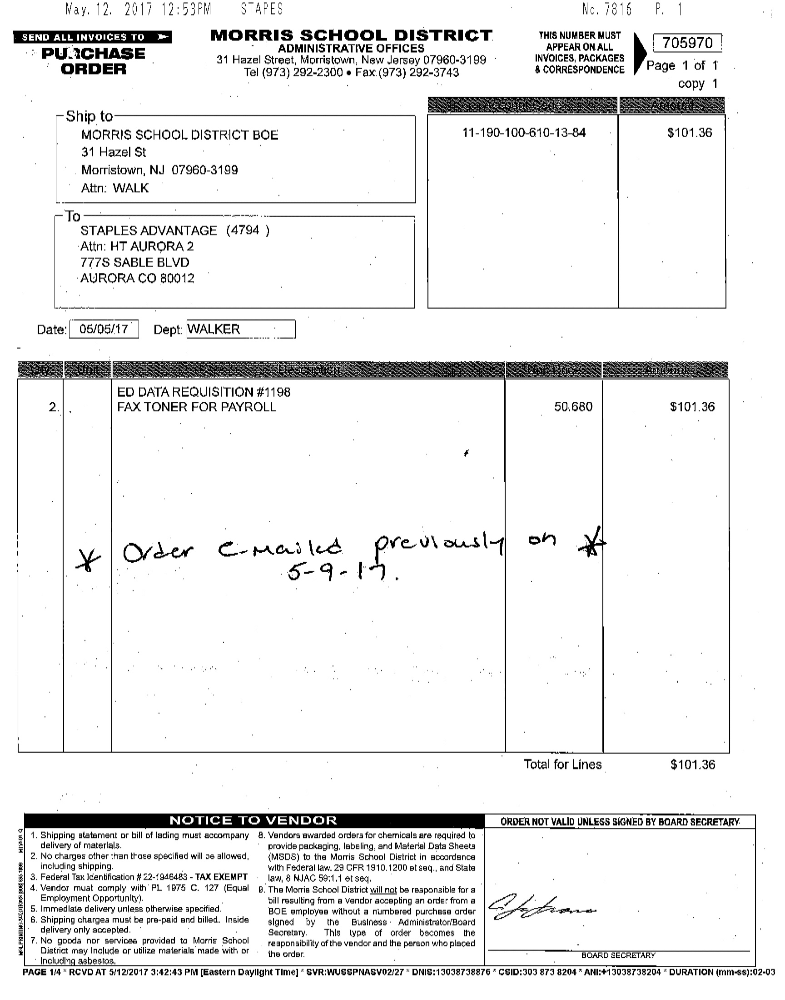 May. 12. 2017 12:53PM STAPES No. 7816 P. 1
SEND ALL INVOICES TO
PURCHASE
ORDER
MORRIS SCHOOL DISTRICT
ADMINISTRATIVE OFFICES
31 Hazel Street, Morristown, New Jersey 07960-3199
Tel (973) 292-2300 • Fax (973) 292-3743
THIS NUMBER MUST
APPEAR ON ALL
INVOICES, PACKAGES
& CORRESPONDENCE
705970
Page 1 of 1
copy 1
Ship to
MORRIS SCHOOL DISTRICT BOE
31 Hazel St
Morristown, NJ 07960-3199
Attn: WALK
Account Code Amount
11-190-100-610-13-84 $101.36
To
STAPLES ADVANTAGE (4794 )
Attn: HT AURORA 2
777S SABLE BLVD
AURORA CO 80012
Date: 05/05/17 Dept: WALKER
Qty Unit Description Unit Price Amount
ED DATA REQUISITION #1198
2. FAX TONER FOR PAYROLL 50.680 $101.36
* Order e-mailed previously on *
5-9-17.
Total for Lines $101.36
NOTICE TO VENDOR
1. Shipping statement or bill of lading must accompany
delivery of materials.
2. No charges other than those specified will be allowed,
including shipping.
3. Federal Tax Identification # 22-1946483 - TAX EXEMPT
4. Vendor must comply with PL 1975 C. 127 (Equal
Employment Opportunity).
5. Immediate delivery unless otherwise specified.
6. Shipping charges must be pre-paid and billed. Inside
delivery only accepted.
7. No goods nor services provided to Morris School
District may include or utilize materials made with or
including asbestos.
8. Vendors awarded orders for chemicals are required to
provide packaging, labeling, and Material Data Sheets
(MSDS) to the Morris School District in accordance
with Federal law. 29 CFR 1910.1200 et seq., and State
law, 8 NJAC 59:1.1 et seq.
9. The Morris School District will not be responsible for a
bill resulting from a vendor accepting an order from a
BOE employee without a numbered purchase order
signed by the Business Administrator/Board
Secretary. This type of order becomes the
responsibility of the vendor and the person who placed
the order.
ORDER NOT VALID UNLESS SIGNED BY BOARD SECRETARY
BOARD SECRETARY
PAGE 1/4 * RCVD AT 5/12/2017 3:42:43 PM [Eastern Daylight Time] * SVR:WUSSPNASV02/27 * DNIS:13038738876 * CSID:303 873 8204 * ANI:+13038738204 * DURATION (mm-ss):02-03